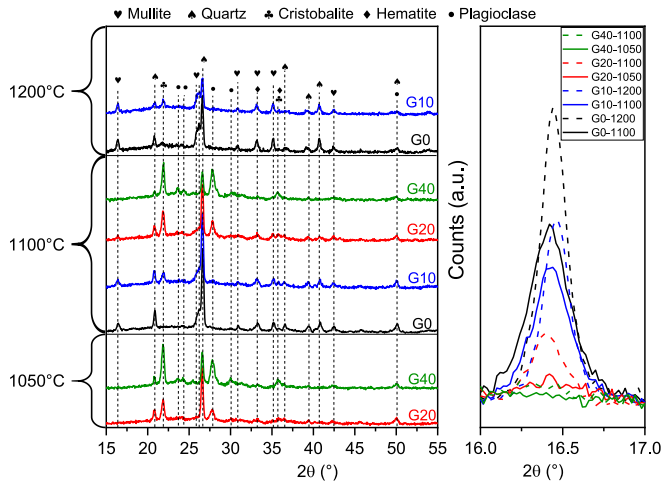 ♥ Mullite ♠ Quartz ♣ Cristobalite ♦ Hematite ● Plagioclase
1200°C
G10
G0
1100°C
G40
G20
G10
G0
1050°C
G40
G20
15 20 25 30 35 40 45 50 55
2θ (°)
G40-1100
G40-1050
G20-1100
G20-1050
G10-1200
G10-1100
G0-1200
G0-1100
Counts (a.u.)
16.0 16.5 17.0
2θ (°)